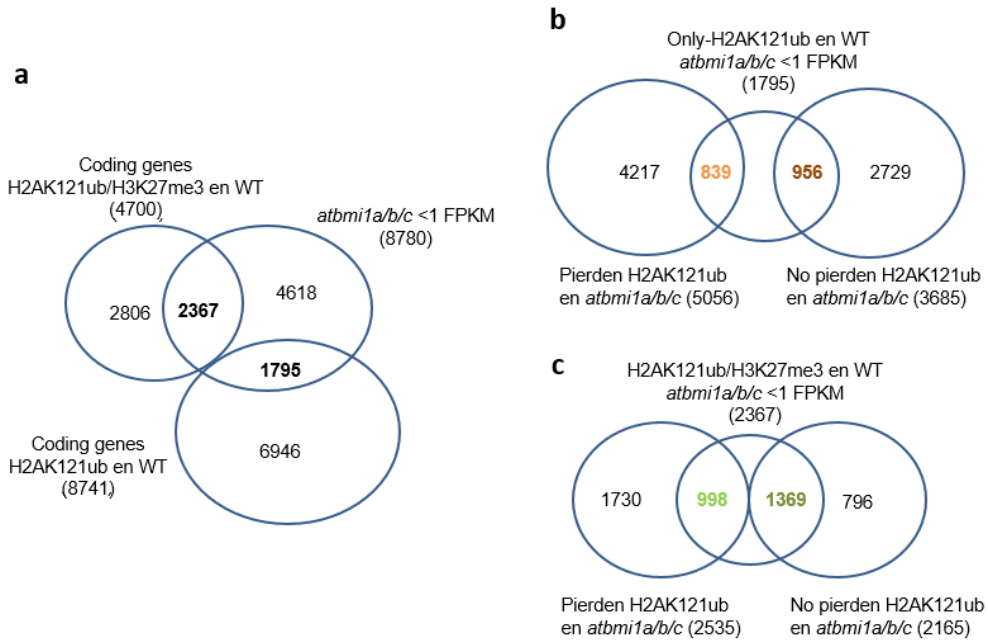 a
Coding genes
H2AK121ub/H3K27me3 en WT
(4700)
atbmi1a/b/c <1 FPKM
(8780)
2806
2367
4618
1795
Coding genes
H2AK121ub en WT
(8741)
6946
b
Only-H2AK121ub en WT
atbmi1a/b/c <1 FPKM
(1795)
4217
839
956
2729
Pierden H2AK121ub
en atbmi1a/b/c (5056)
No pierden H2AK121ub
en atbmi1a/b/c (3685)
c
H2AK121ub/H3K27me3 en WT
atbmi1a/b/c <1 FPKM
(2367)
1730
998
1369
796
Pierden H2AK121ub
en atbmi1a/b/c (2535)
No pierden H2AK121ub
en atbmi1a/b/c (2165)